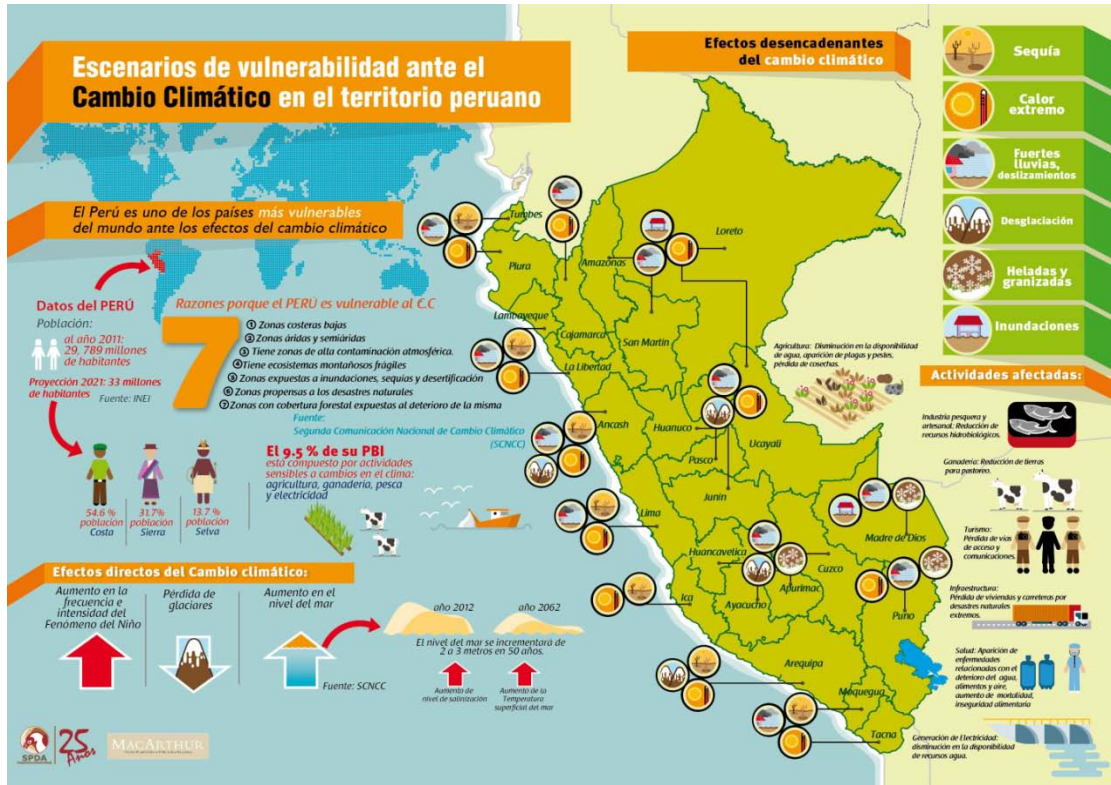 Escenarios de vulnerabilidad ante el
Cambio Climático en el territorio peruano
El Perú es uno de los países más vulnerables
del mundo ante los efectos del cambio climático
Datos del PERÚ
Población:
al año 2011:
29, 789 millones
de habitantes
Proyección 2021: 33 millones
de habitantes
Fuente: INEI
54.6 %
población
Costa
31.7%
población
Sierra
13.7 %
población
Selva
Razones porque el PERÚ es vulnerable al €.C
7
1 Zonas costeras bajas
2 Zonas áridas y semiáridas
3 Tiene zonas de alta contaminación atmosférica.
4 Tiene ecosistemas montañosos frágiles
5 Zonas expuestas a inundaciones, sequias y desertificación
6 Zonas propensas a los desastres naturales
7 Zonas con cobertura forestal expuestas al deterioro de la misma
Fuente:
Segunda Comunicación Nacional de Cambio Climático
(SCNCC)
El 9.5 % de su PBI
está compuesto por actividades
sensibles a cambios en el clima:
agricultura, ganadería, pesca
y electricidad
Efectos directos del Cambio climático:
Aumento en la
frecuencia e
intensidad del
Fenómeno del Niño
Pérdida de
glaciares
Aumento en el
nivel del mar
Fuente: SCNCC
año 2012
año 2062
El nivel del mar se incrementará de
2 a 3 metros en 50 años.
Aumento de
nivel de salinización
Aumento de la
Temperatura
superficial del mar
SPDA
25
Años
MACARTHUR
Efectos desencadenantes
del cambio climático
Sequía
Calor
extremo
Fuertes
lluvias,
deslizamientos
Desglaciación
Heladas y
granizadas
Inundaciones
Tumbes
Piura
Lambayeque
Cajamarca
La Libertad
Amazonas
San Martín
Loreto
Ancash
Huanuco
Ucayali
Pasco
Junín
Lima
Huancavelica
Ica
Ayacucho
Apurimac
Cuzco
Madre de Dios
Puno
Arequipa
Moquegua
Tacna
Agricultura: Disminución en la disponibilidad
de agua, aparición de plagas y pestes,
pérdida de cosechas.
Actividades afectadas:
Industria pesquera y
artesanal: Reducción de
recursos hidrobiológicos.
Ganadería: Reducción de tierras
para pastoreo.
Turismo:
Pérdida de vías
de acceso y
comunicaciones.
Infraestructura:
Pérdida de viviendas y carreteras por
desastres naturales
extremos.
Salud: Aparición de
enfermedades
relacionadas con el
deterioro del agua,
alimentos y aire,
aumento de mortalidad,
inseguridad alimentaria
Generación de Electricidad:
disminución en la disponibilidad
de recursos agua.